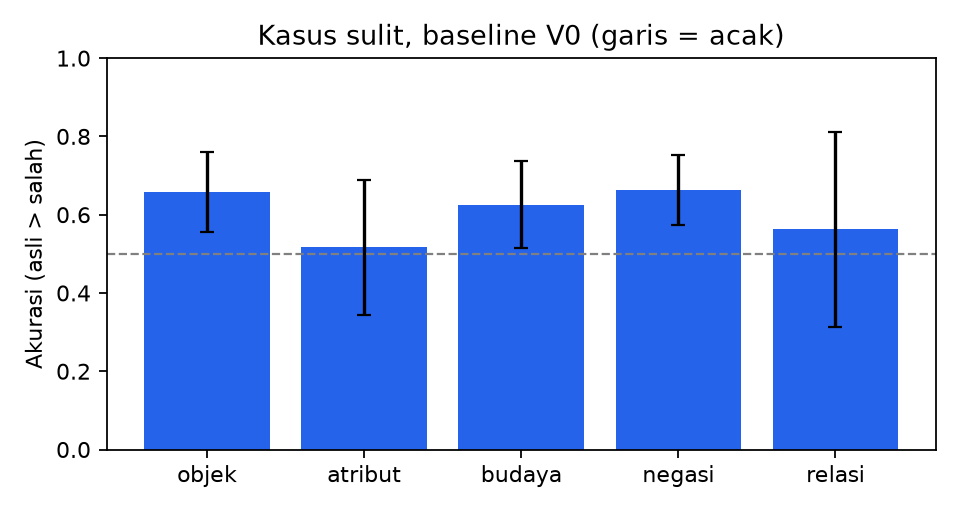 Kasus sulit, baseline V0 (garis = acak)
Akurasi (asli > salah)
1.0
0.8
0.6
0.4
0.2
0.0
objek atribut budaya negasi relasi